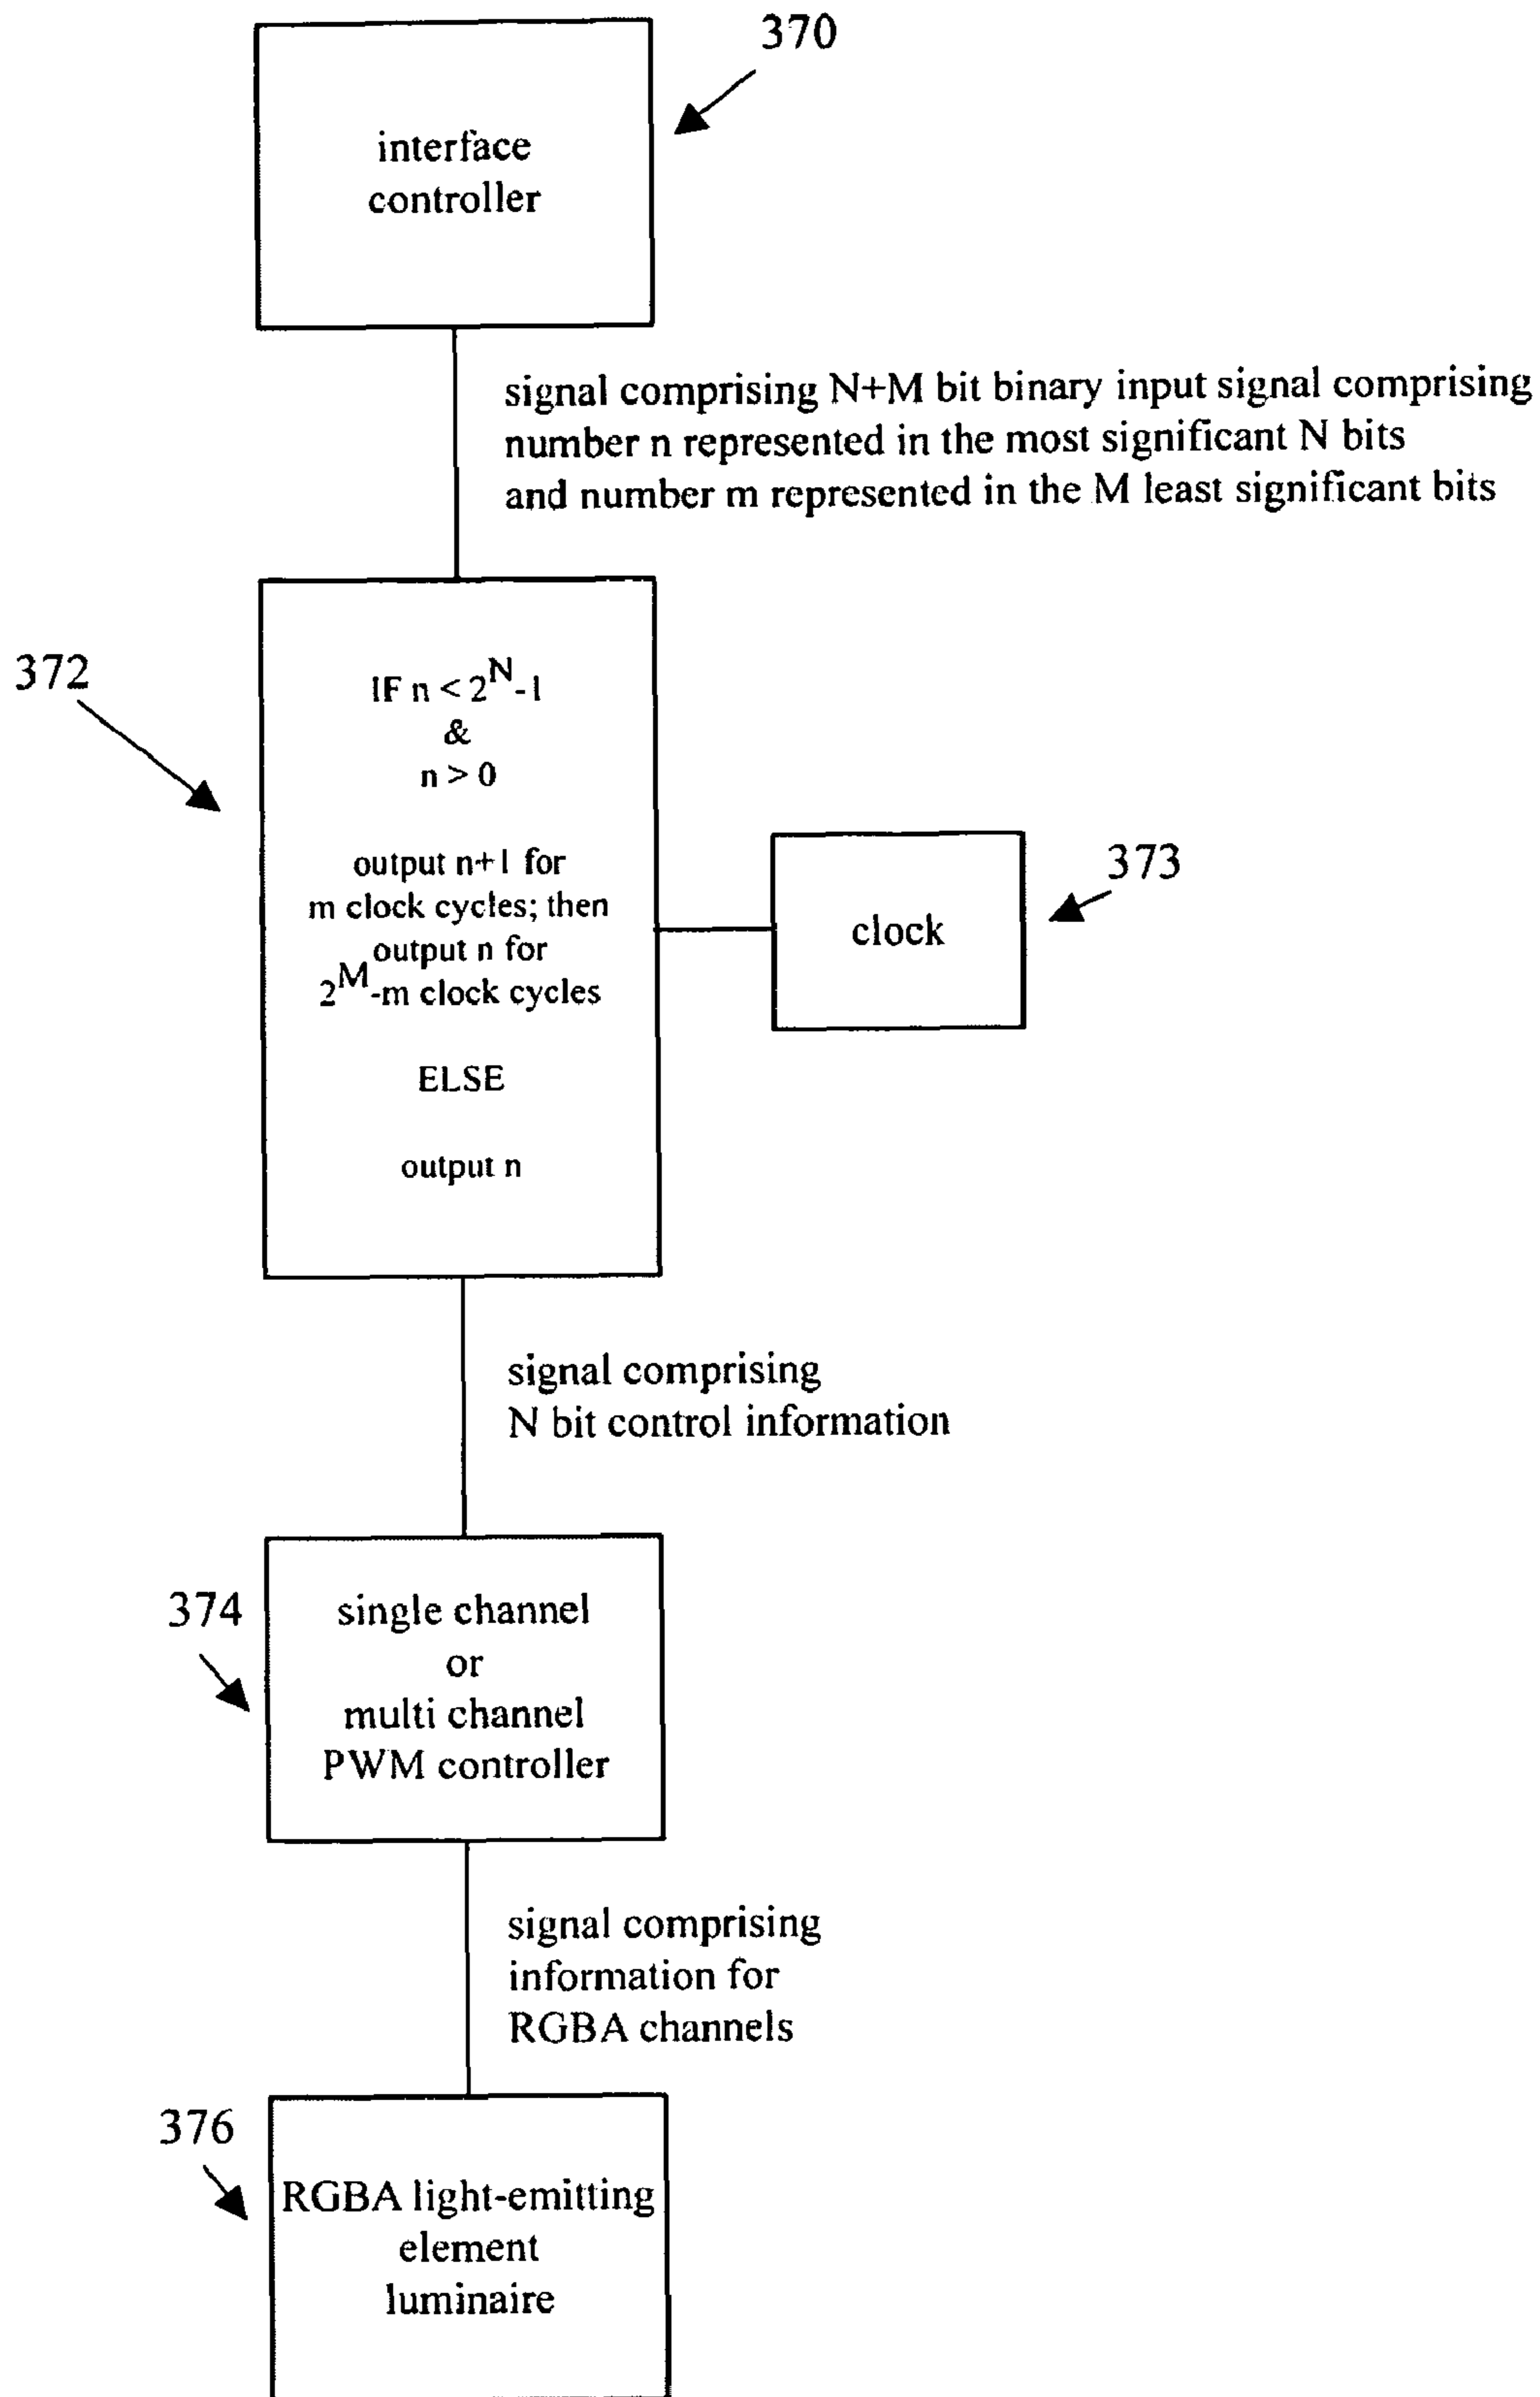 370
interface
controller
signal comprising N+M bit binary input signal comprising
number n represented in the most significant N bits
and number m represented in the M least significant bits
372
IF n < 2^N-1
&
n > 0
output n+1 for
m clock cycles; then
output n for
2^M-m clock cycles
ELSE
output n
373
clock
signal comprising
N bit control information
374
single channel
or
multi channel
PWM controller
signal comprising
information for
RGBA channels
376
RGBA light-emitting
element
luminaire